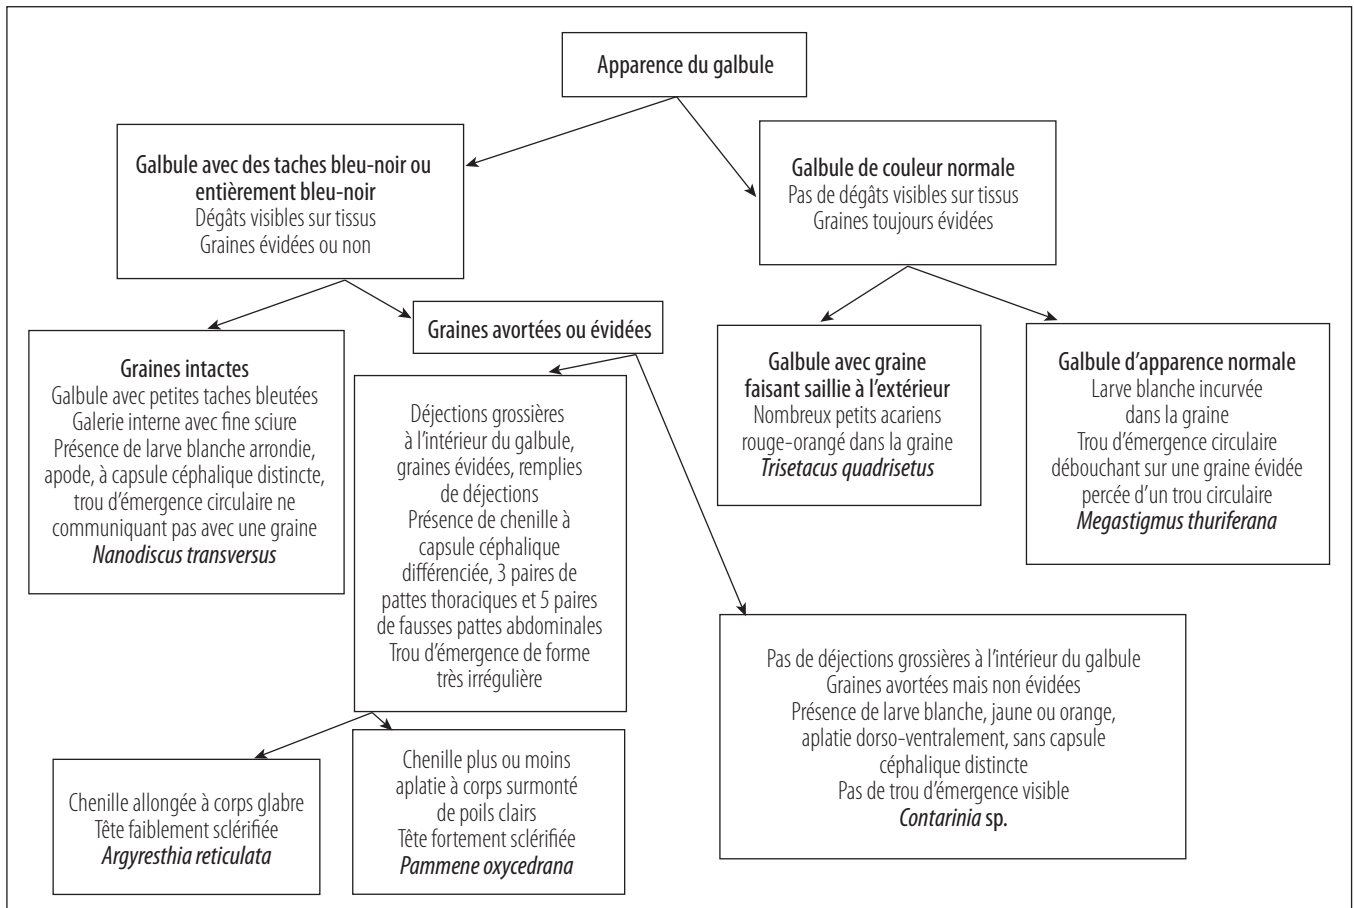 Apparence du galbule
Galbule avec des taches bleu-noir ou
entièrement bleu-noir
Dégâts visibles sur tissus
Graines évidées ou non
Galbule de couleur normale
Pas de dégâts visibles sur tissus
Graines toujours évidées
Graines avortées ou évidées
Graines intactes
Galbule avec petites taches bleutées
Galerie interne avec fine sciure
Présence de larve blanche arrondie,
apode, à capsule céphalique distincte,
trou d'émergence circulaire ne
communiquant pas avec une graine
Nanodiscus transversus
Déjections grossières
à l'intérieur du galbule,
graines évidées, remplies
de déjections
Présence de chenille à
capsule céphalique
différenciée, 3 paires de
pattes thoraciques et 5 paires
de fausses pattes abdominales
Trou d'émergence de forme
très irrégulière
Galbule avec graine
faisant saillie à l'extérieur
Nombreux petits acariens
rouge-orangé dans la graine
Trisetacus quadrisetus
Galbule d'apparence normale
Larve blanche incurvée
dans la graine
Trou d'émergence circulaire
débouchant sur une graine évidée
percée d'un trou circulaire
Megastigmus thuriferana
Pas de déjections grossières à l'intérieur du galbule
Graines avortées mais non évidées
Présence de larve blanche, jaune ou orange,
aplatie dorso-ventralement, sans capsule
céphalique distincte
Pas de trou d'émergence visible
Contarinia sp.
Chenille allongée à corps glabre
Tête faiblement sclérifiée
Argyresthia reticulata
Chenille plus ou moins
aplatie à corps surmonté
de poils clairs
Tête fortement sclérifiée
Pammene oxycedrana